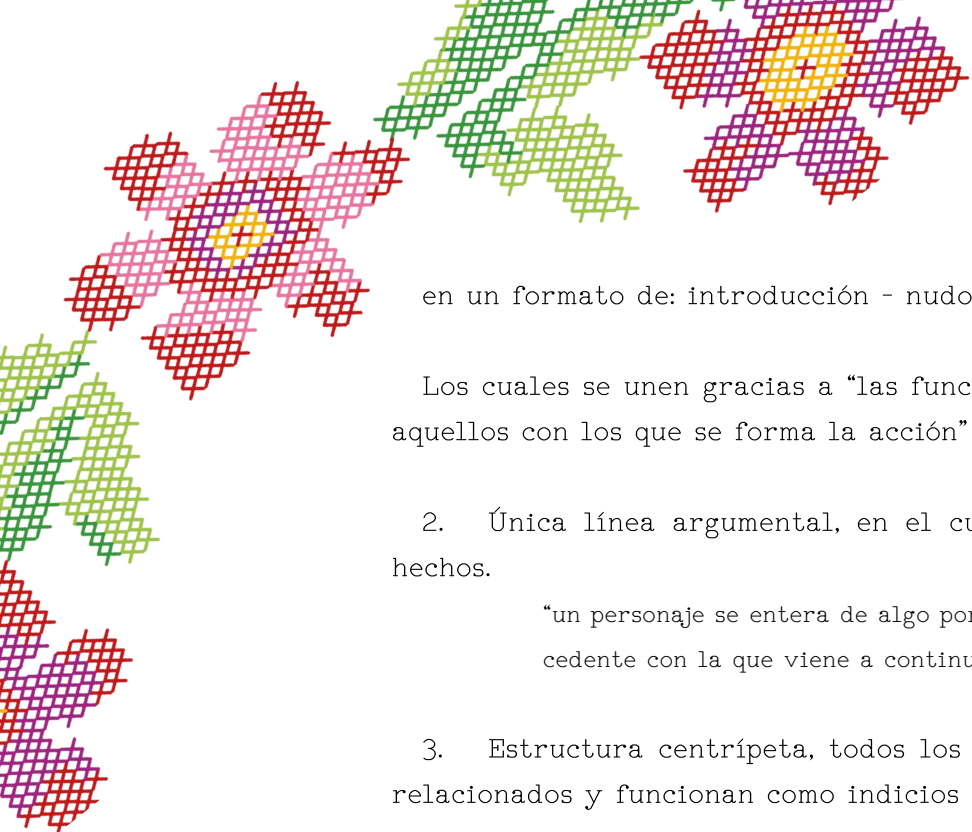 en un formato de: introducción - nudo
Los cuales se unen gracias a “las func
aquellos con los que se forma la acción”
2. Única línea argumental, en el cu
hechos.
“un personaje se entera de algo por
cedente con la que viene a continu
3. Estructura centrípeta, todos los
relacionados y funcionan como indicios